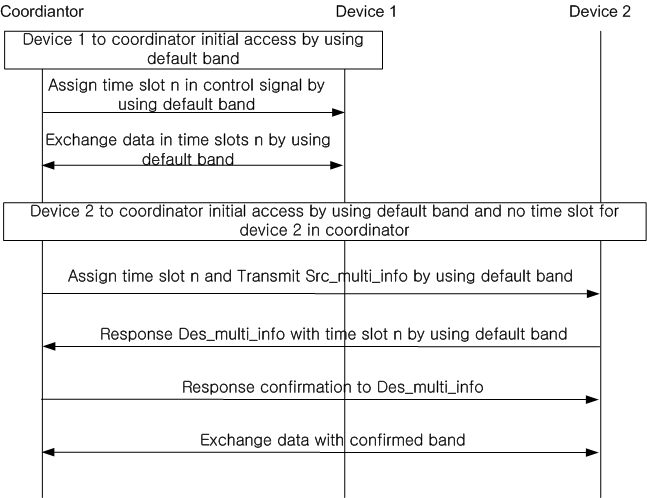 Coordiantor Device 1 Device 2
Device 1 to coordinator initial access by using
default band
Assign time slot n in control signal by
using default band
Exchange data in time slots n by using
default band
Device 2 to coordinator initial access by using default band and no time slot for
device 2 in coordinator
Assign time slot n and Transmit Src_multi_info by using default band
Response Des_multi_info with time slot n by using default band
Response confirmation to Des_multi_info
Exchange data with confirmed band